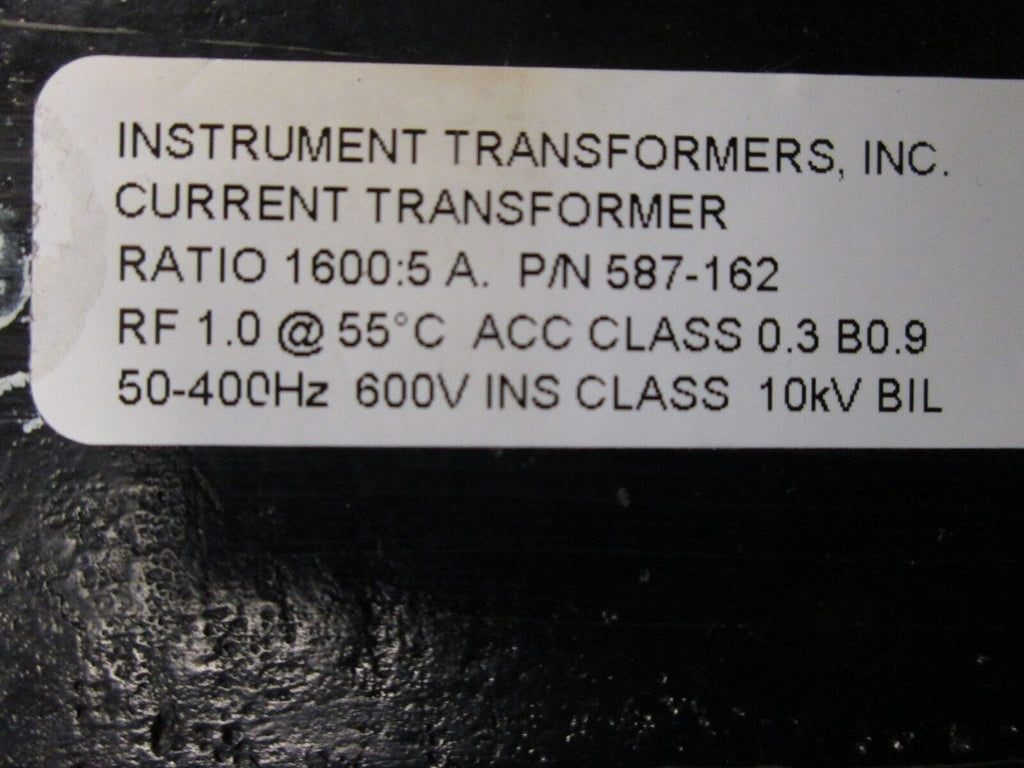 INSTRUMENT TRANSFORMERS, INC.
CURRENT TRANSFORMER
RATIO 1600:5 A. P/N 587-162
RF 1.0 @ 55°C ACC CLASS 0.3 B0.9
50-400Hz 600V INS CLASS 10kV BIL